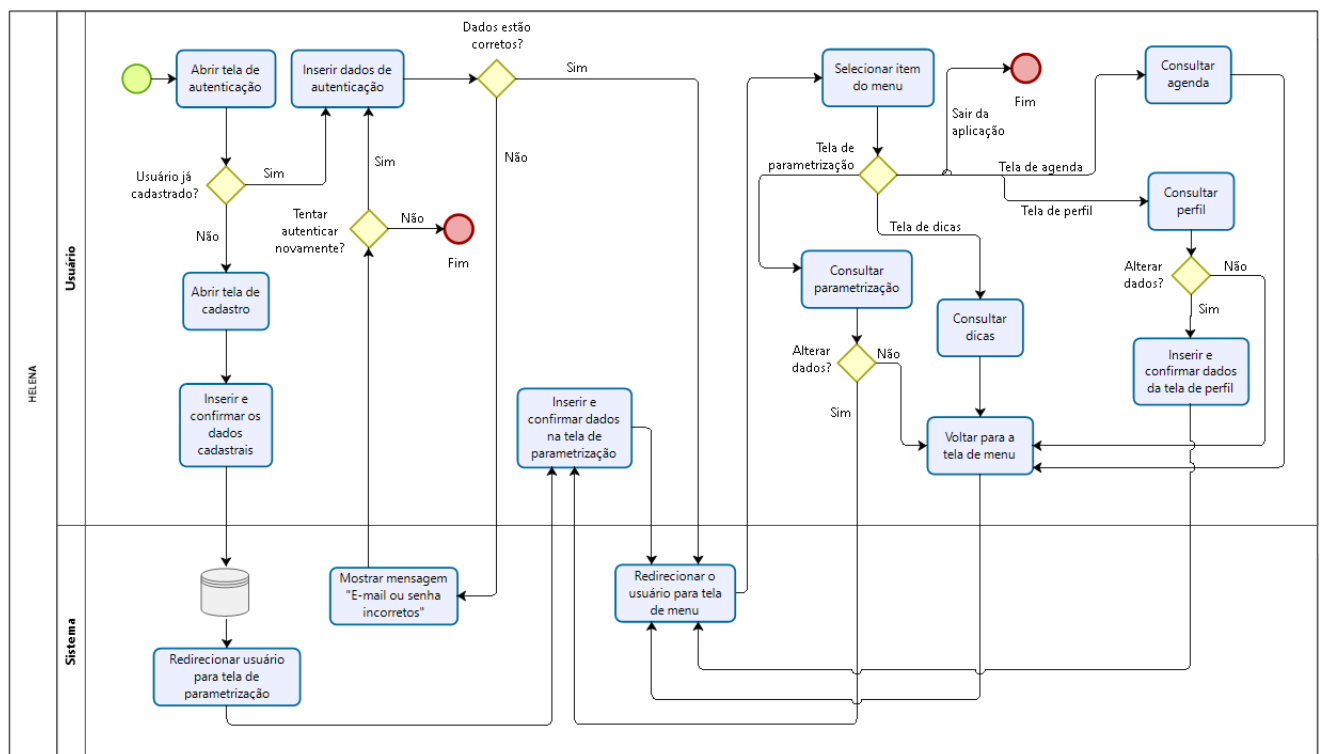 HELENA
Usuário
Sistema
Abrir tela de
autenticação
Usuário já
cadastrado?
Sim
Não
Abrir tela de
cadastro
Inserir e
confirmar os
dados
cadastrais
Redirecionar usuário
para tela de
parametrização
Inserir dados de
autenticação
Sim
Tentar
autenticar
novamente?
Não
Fim
Mostrar mensagem
"E-mail ou senha
incorretos"
Dados estão
corretos?
Sim
Não
Inserir e
confirmar dados
na tela de
parametrização
Redirecionar o
usuário para tela
de menu
Selecionar item
do menu
Tela de
parametrização
Sair da
aplicação
Fim
Tela de agenda
Consultar
agenda
Tela de perfil
Consultar
perfil
Tela de dicas
Consultar
parametrização
Alterar
dados?
Não
Sim
Consultar
dicas
Voltar para a
tela de menu
Alterar
dados?
Não
Sim
Inserir e
confirmar dados
da tela de perfil